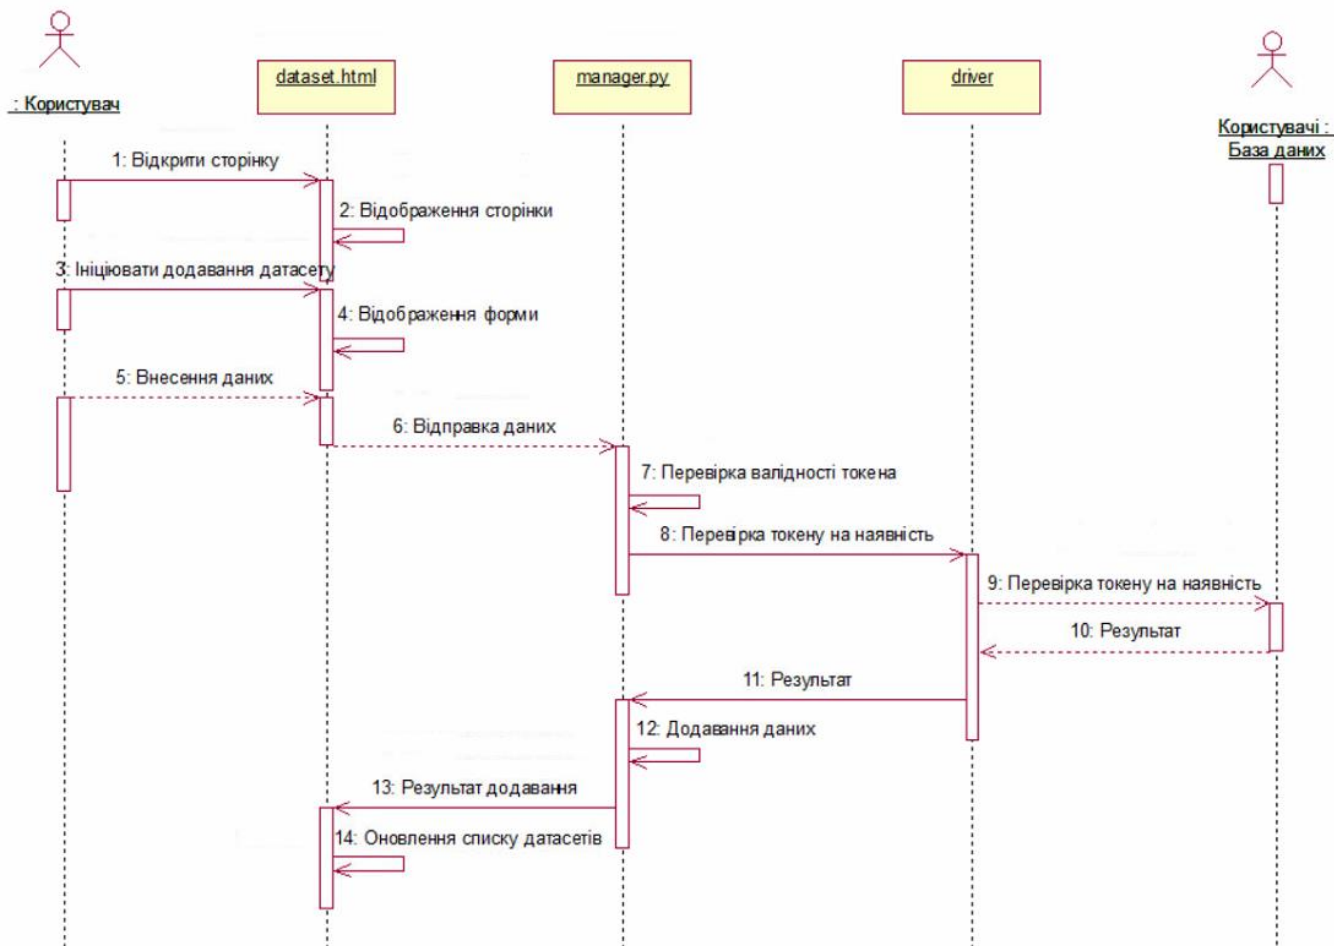 dataset.html
manager.py
driver
: Користувач
Користувачі :
База даних
1: Відкрити сторінку
2: Відображення сторінки
3: Ініціювати додавання датасету
4: Відображення форми
5: Внесення даних
6: Відправка даних
7: Перевірка валідності токена
8: Перевірка токену на наявність
9: Перевірка токену на наявність
10: Результат
11: Результат
12: Додавання даних
13: Результат додавання
14: Оновлення списку датасетів